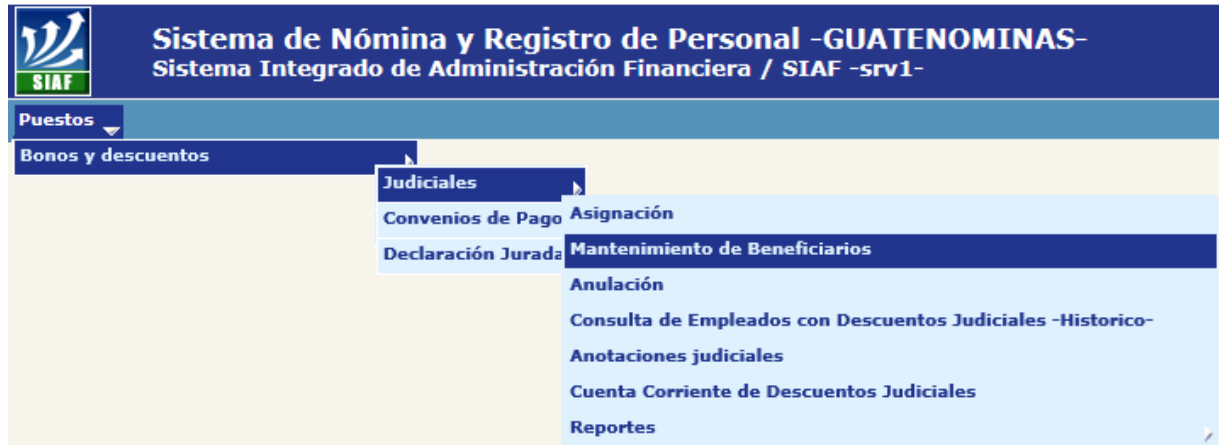 Sistema de Nómina y Registro de Personal -GUATENOMINAS-
Sistema Integrado de Administración Financiera / SIAF -srv1-
SIAF
Puestos
Bonos y descuentos
Judiciales
Convenios de Pago
Declaración Jurada
Asignación
Mantenimiento de Beneficiarios
Anulación
Consulta de Empleados con Descuentos Judiciales -Historico-
Anotaciones judiciales
Cuenta Corriente de Descuentos Judiciales
Reportes